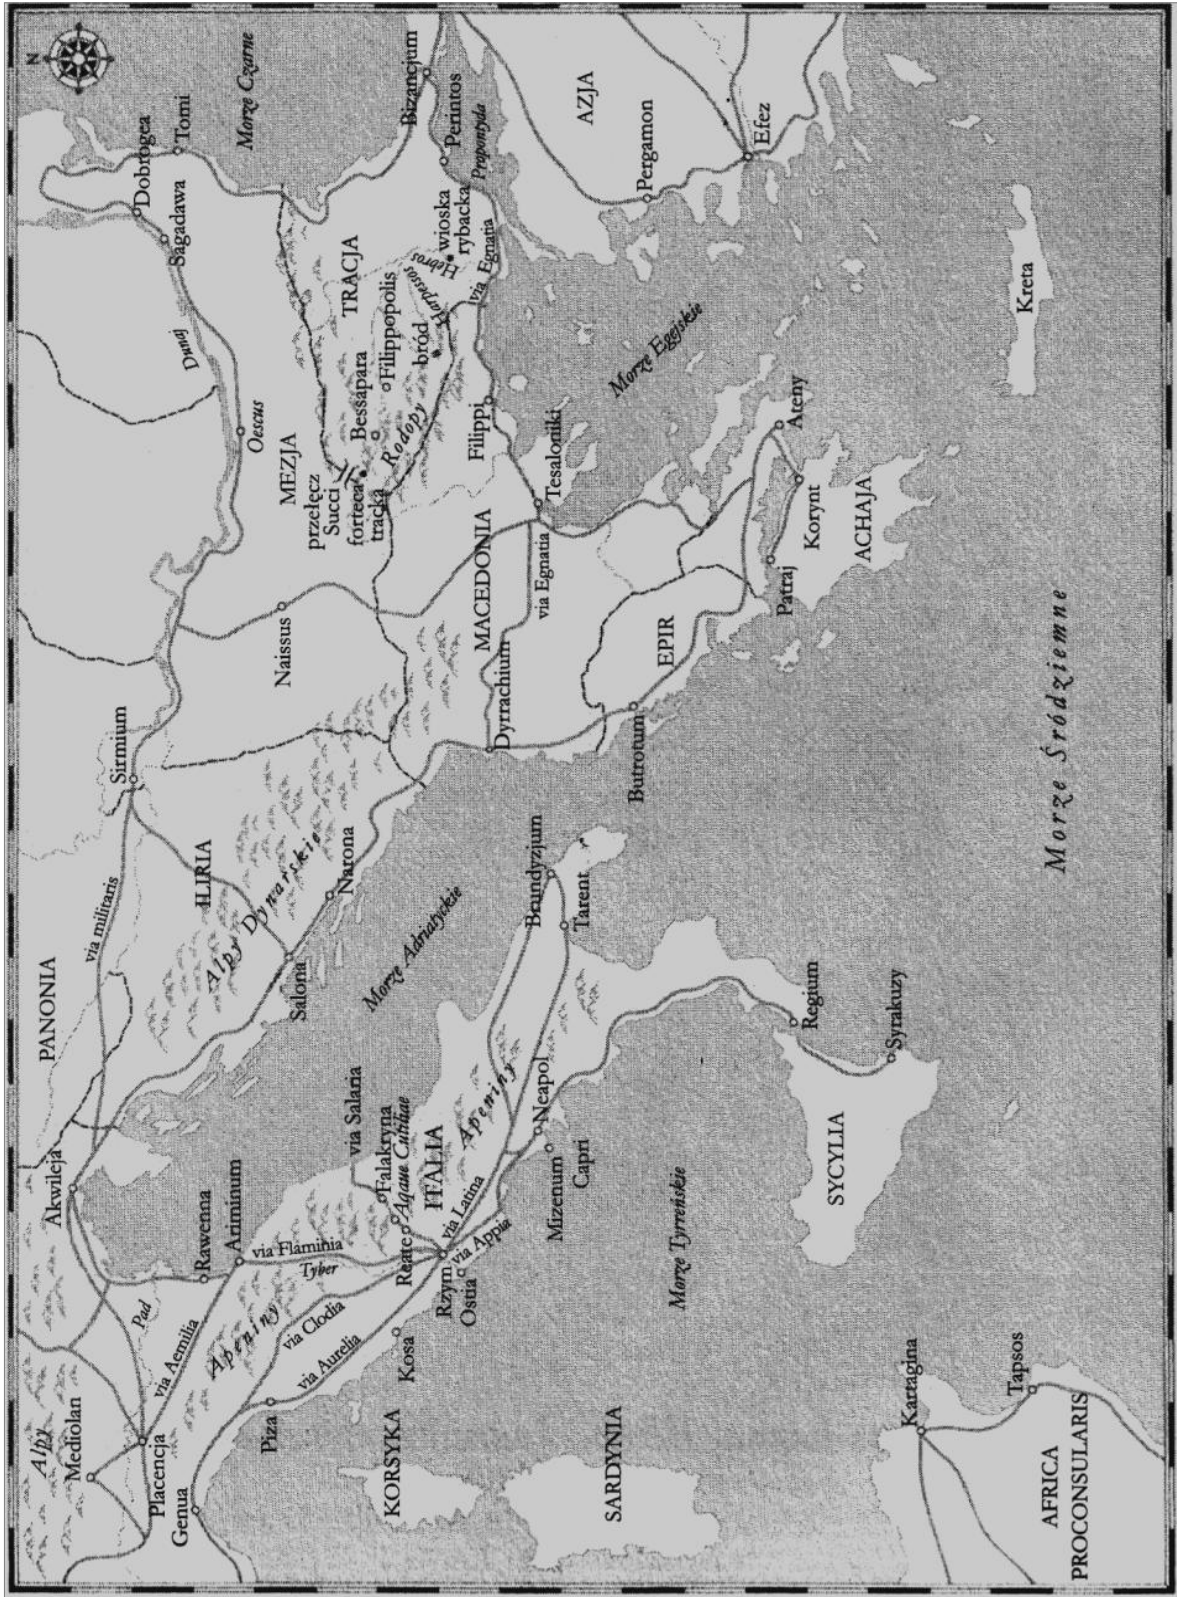 N
Alpy
Mediolan
Placencja
Genua
Akwileja
PANONIA
via militaris
Sirmium
Dobrogea
Sagadawa
Tomi
Dunaj
Pad
via Aemilia
Rawenna
Ariminum
ILIRIA
Alpy Dynarskie
Salona
Narona
Naissus
Oescus
MEZJA
Morze Czarne
Apeniny
Piza
via Clodia
via Aurelia
via Flaminia
Tyber
via Salaria
Falakryna
Aquae Cutiliae
Reate
ITALIA
Morze Adriatyckie
przełęcz
Succi
forteca
tracka
Bessapara
Filippopolis
TRACJA
Rodopy
bród
Harpessos
Hebros
wioska
rybacka
Bizancjum
Perintos
Propontyda
KORSYKA
Kosa
Rzym
Ostia
via Latina
via Appia
Apeniny
Neapol
Mizenum
Capri
Brundyzjum
Tarent
Dyrrachium
MACEDONIA
via Egnatia
Filippi
via Egnatia
Tesaloniki
AZJA
Pergamon
Efez
SARDYNIA
Morze Tyrreńskie
Butrotum
EPIR
Morze Egejskie
SYCYLIA
Regium
Syrakuzy
Patraj
Korynt
Ateny
ACHAJA
Kartagina
Tapsos
AFRICA
PROCONSULARIS
Morze Śródziemne
Kreta